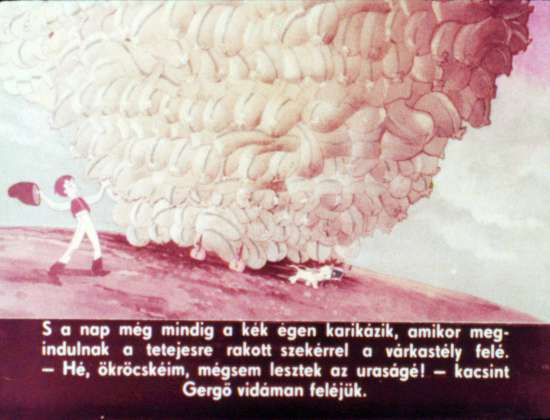 S a nap még mindig a kék égen karikázik, amikor meg-
indulnak a tetejesre rakott szekérrel a várkastély felé.
— Hé, ökröcskéim, mégsem lesztek az uraságé! — kacsint
Gergő vidáman feléjük.